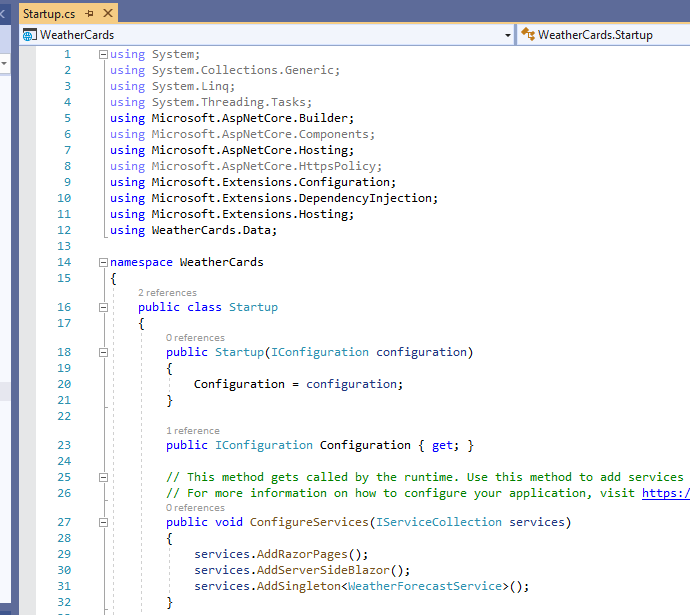 Startup.cs
WeatherCards WeatherCards.Startup
1 using System;
2 using System.Collections.Generic;
3 using System.Linq;
4 using System.Threading.Tasks;
5 using Microsoft.AspNetCore.Builder;
6 using Microsoft.AspNetCore.Components;
7 using Microsoft.AspNetCore.Hosting;
8 using Microsoft.AspNetCore.HttpsPolicy;
9 using Microsoft.Extensions.Configuration;
10 using Microsoft.Extensions.DependencyInjection;
11 using Microsoft.Extensions.Hosting;
12 using WeatherCards.Data;
13
14 namespace WeatherCards
15 {
2 references
16 public class Startup
17 {
0 references
18 public Startup(IConfiguration configuration)
19 {
20 Configuration = configuration;
21 }
22
1 reference
23 public IConfiguration Configuration { get; }
24
25 // This method gets called by the runtime. Use this method to add services
26 // For more information on how to configure your application, visit https:/
0 references
27 public void ConfigureServices(IServiceCollection services)
28 {
29 services.AddRazorPages();
30 services.AddServerSideBlazor();
31 services.AddSingleton<WeatherForecastService>();
32 }